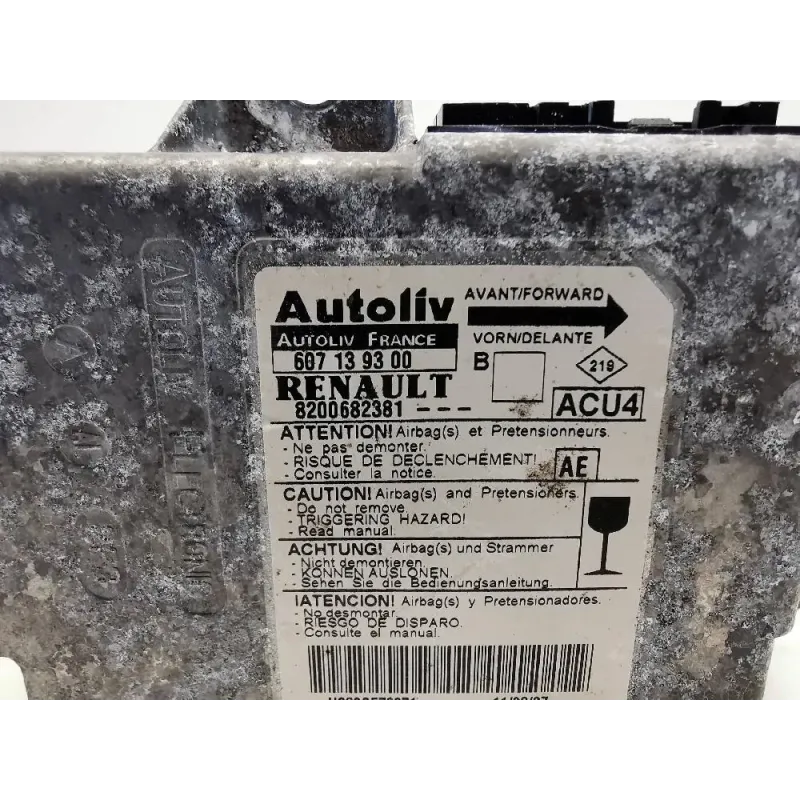 Autoliv
AVANT/FORWARD
AUTOLIV FRANCE
VORN/DELANTE
607 13 93 00
B
219
RENAULT
8200682381 - - -
ACU4
ATTENTION! Airbag(s) et Pretensionneurs.
- Ne pas demonter.
- RISQUE DE DECLENCHEMENT!
- Consulter la notice.
AE
CAUTION! Airbag(s) and Pretensioners.
- Do not remove.
- TRIGGERING HAZARD!
- Read manual.
ACHTUNG! Airbag(s) und Strammer
- Nicht demontieren.
- KONNEN AUSLONEN.
- Sehen Sie die Bedienungsanleitung.
!ATENCION! Airbag(s) y Pretensionadores.
- No desmontar.
- RIESGO DE DISPARO.
- Consulte el manual.